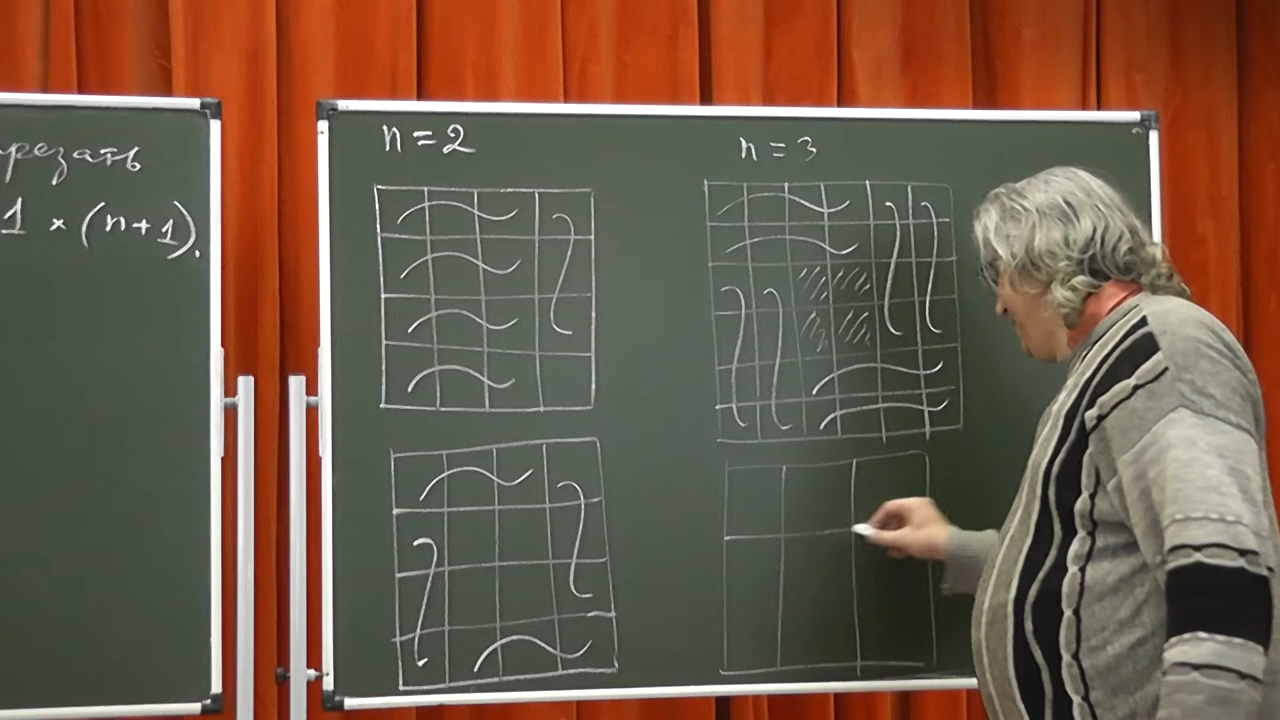 резать
1 × (n+1).
n = 2
n = 3